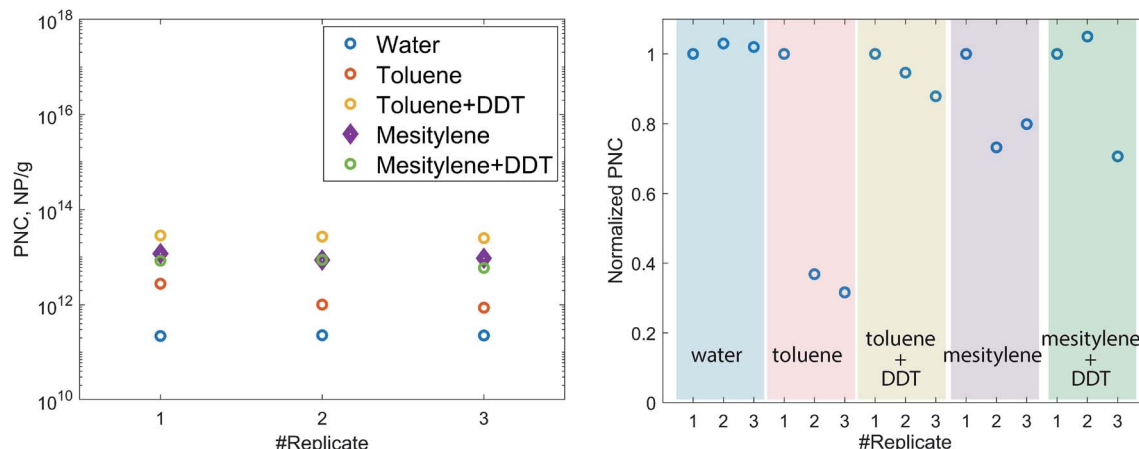 10^18
10^16
10^14
10^12
10^10
PNC, NP/g
Water
Toluene
Toluene+DDT
Mesitylene
Mesitylene+DDT
1 2 3
#Replicate
Normalized PNC
1
0.8
0.6
0.4
0.2
0
water
toluene
toluene
+
DDT
mesitylene
mesitylene
+
DDT
1 2 3 1 2 3 1 2 3 1 2 3 1 2 3
#Replicate